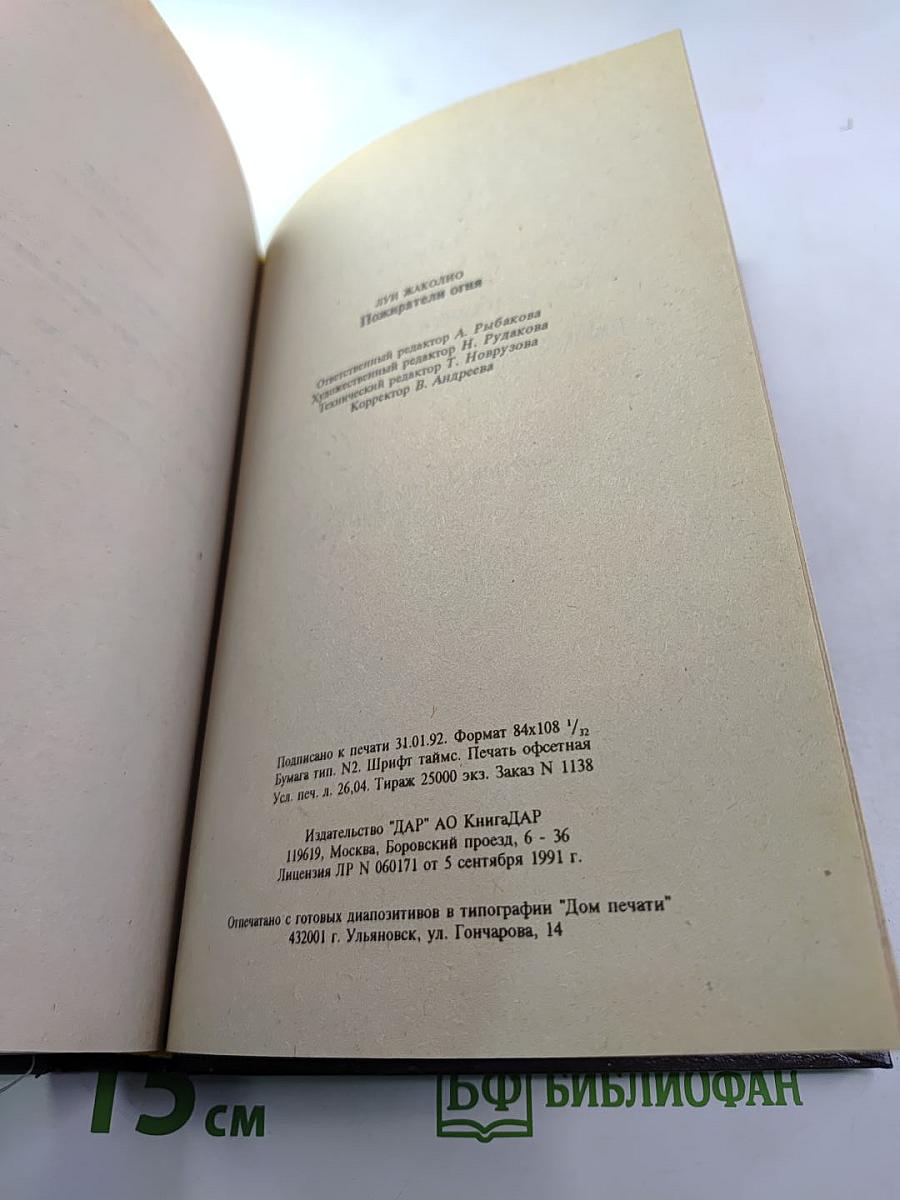 ЛУИ ЖАКОЛИО
Пожиратели огня
Ответственный редактор А. Рыбакова
Художественный редактор Н. Рудакова
Технический редактор Т. Новрузова
Корректор В. Андреева
Подписано к печати 31.01.92. Формат 84x108 1/32
Бумага тип. N2. Шрифт таймс. Печать офсетная
Усл. печ. л. 26,04. Тираж 25000 экз. Заказ N 1138
Издательство "ДАР" АО КнигаДАР
119619, Москва, Боровский проезд, 6 - 36
Лицензия ЛР N 060171 от 5 сентября 1991 г.
Отпечатано с готовых диапозитивов в типографии "Дом печати"
432001 г. Ульяновск, ул. Гончарова, 14
15 см
БФ БИБЛИОФАН